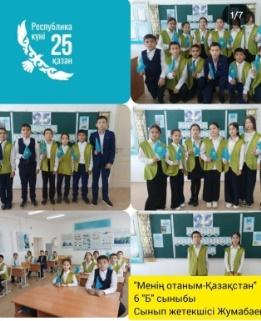 Республика
күні
25
қазан
1/7
"Менің отаным-Қазақстан"
6 "Б" сыныбы
Сынып жетекшісі Жумабаев